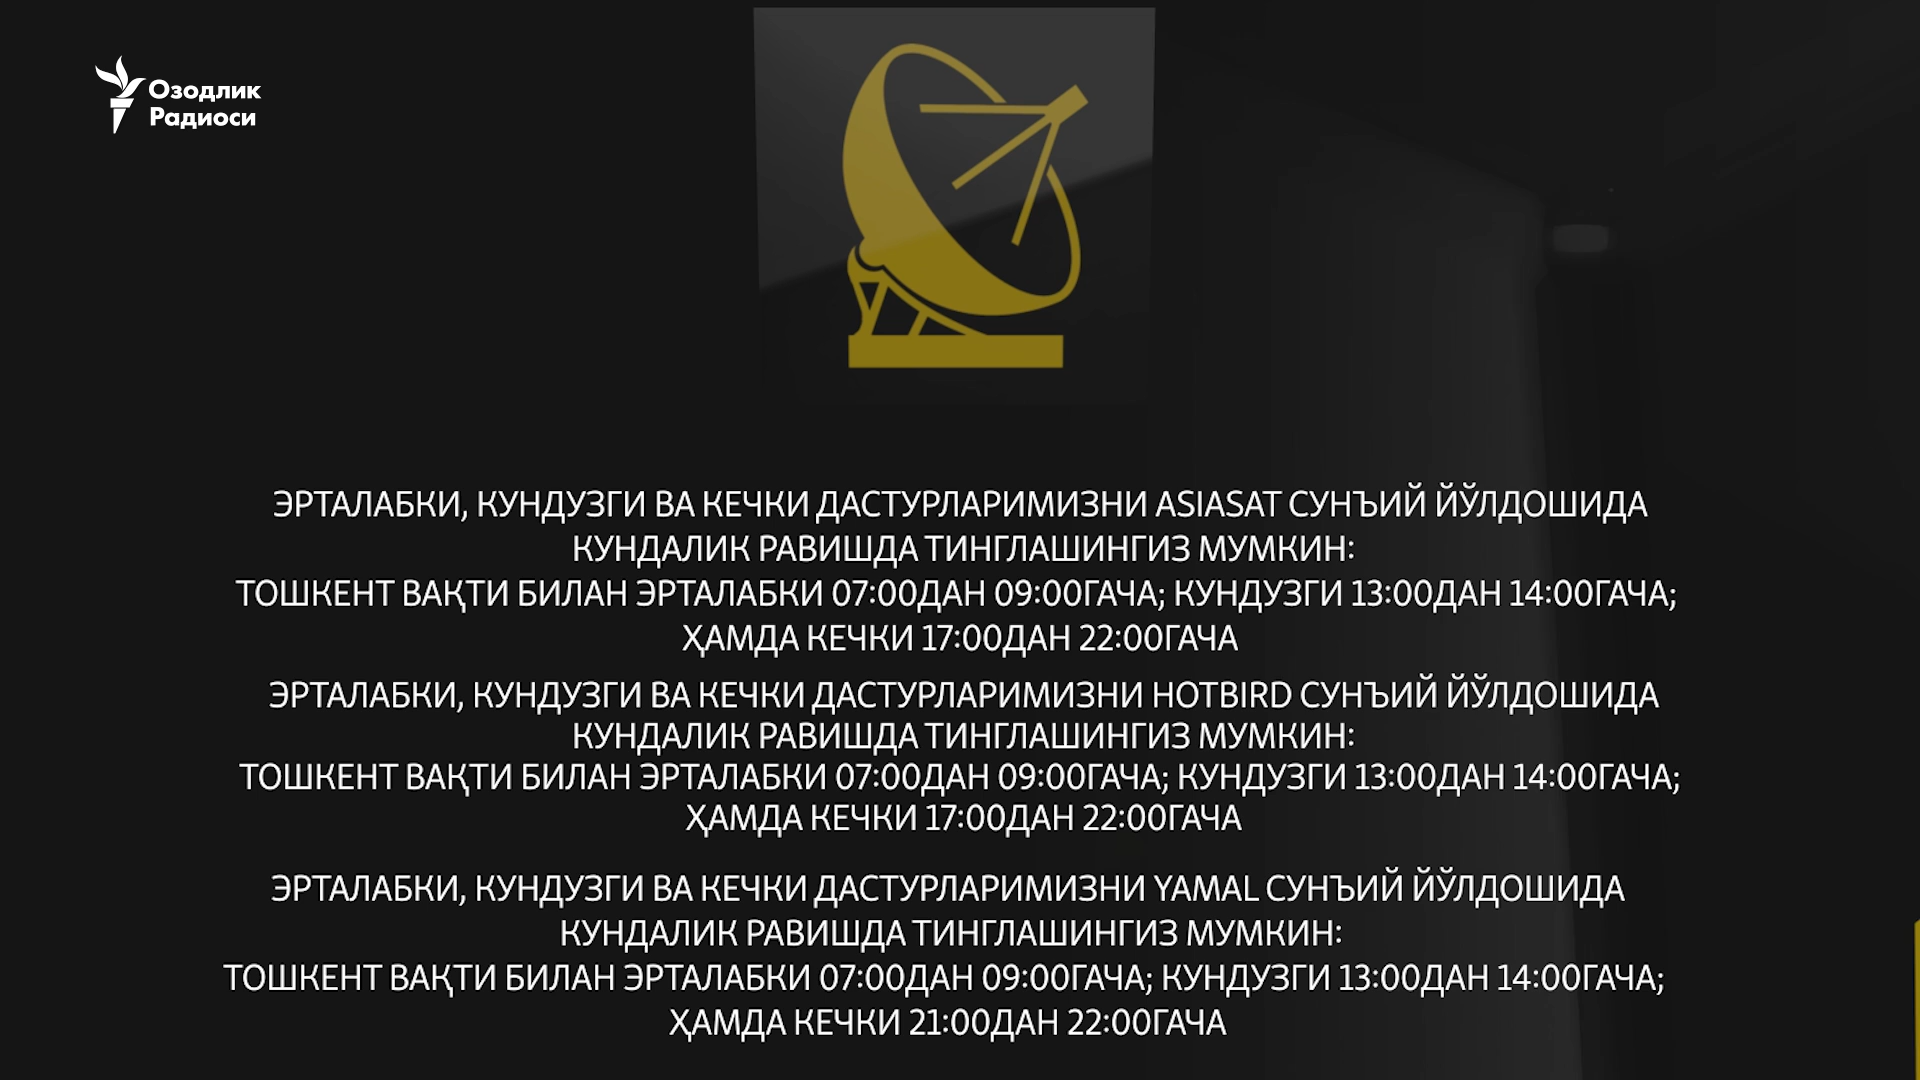 Озодлик
Радиоси
ЭРТАЛАБКИ, КУНДУЗГИ ВА КЕЧКИ ДАСТУРЛАРИМИЗНИ ASIASAT СУНЪИЙ ЙЎЛДОШИДА
КУНДАЛИК РАВИШДА ТИНГЛАШИНГИЗ МУМКИН:
ТОШКЕНТ ВАҚТИ БИЛАН ЭРТАЛАБКИ 07:00ДАН 09:00ГАЧА; КУНДУЗГИ 13:00ДАН 14:00ГАЧА;
ҲАМДА КЕЧКИ 17:00ДАН 22:00ГАЧА
ЭРТАЛАБКИ, КУНДУЗГИ ВА КЕЧКИ ДАСТУРЛАРИМИЗНИ HOTBIRD СУНЪИЙ ЙЎЛДОШИДА
КУНДАЛИК РАВИШДА ТИНГЛАШИНГИЗ МУМКИН:
ТОШКЕНТ ВАҚТИ БИЛАН ЭРТАЛАБКИ 07:00ДАН 09:00ГАЧА; КУНДУЗГИ 13:00ДАН 14:00ГАЧА;
ҲАМДА КЕЧКИ 17:00ДАН 22:00ГАЧА
ЭРТАЛАБКИ, КУНДУЗГИ ВА КЕЧКИ ДАСТУРЛАРИМИЗНИ YAMAL СУНЪИЙ ЙЎЛДОШИДА
КУНДАЛИК РАВИШДА ТИНГЛАШИНГИЗ МУМКИН:
ТОШКЕНТ ВАҚТИ БИЛАН ЭРТАЛАБКИ 07:00ДАН 09:00ГАЧА; КУНДУЗГИ 13:00ДАН 14:00ГАЧА;
ҲАМДА КЕЧКИ 21:00ДАН 22:00ГАЧА